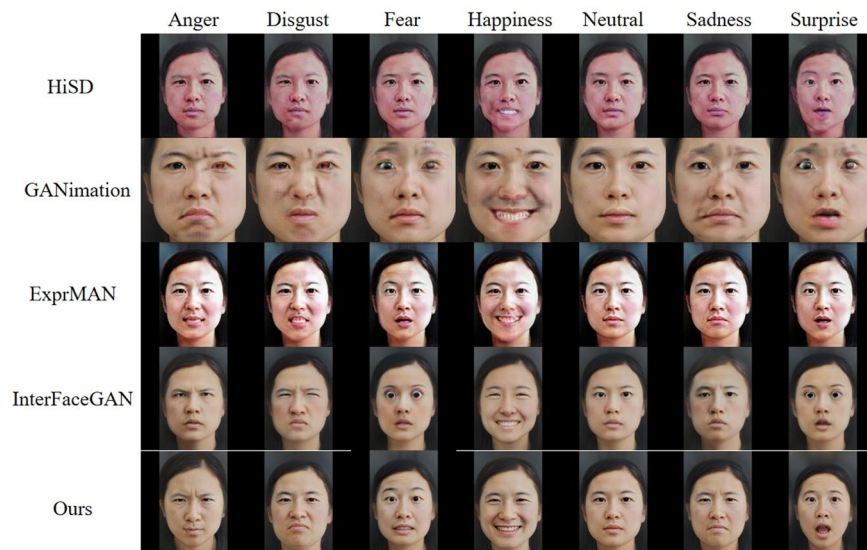 Anger Disgust Fear Happiness Neutral Sadness Surprise
HiSD
GANimation
ExprMAN
InterFaceGAN
Ours